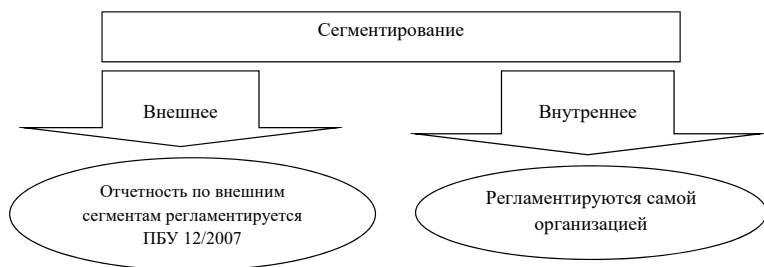 Сегментирование
Внешнее
Внутреннее
Отчетность по внешним
сегментам регламентируется
ПБУ 12/2007
Регламентируются самой
организацией